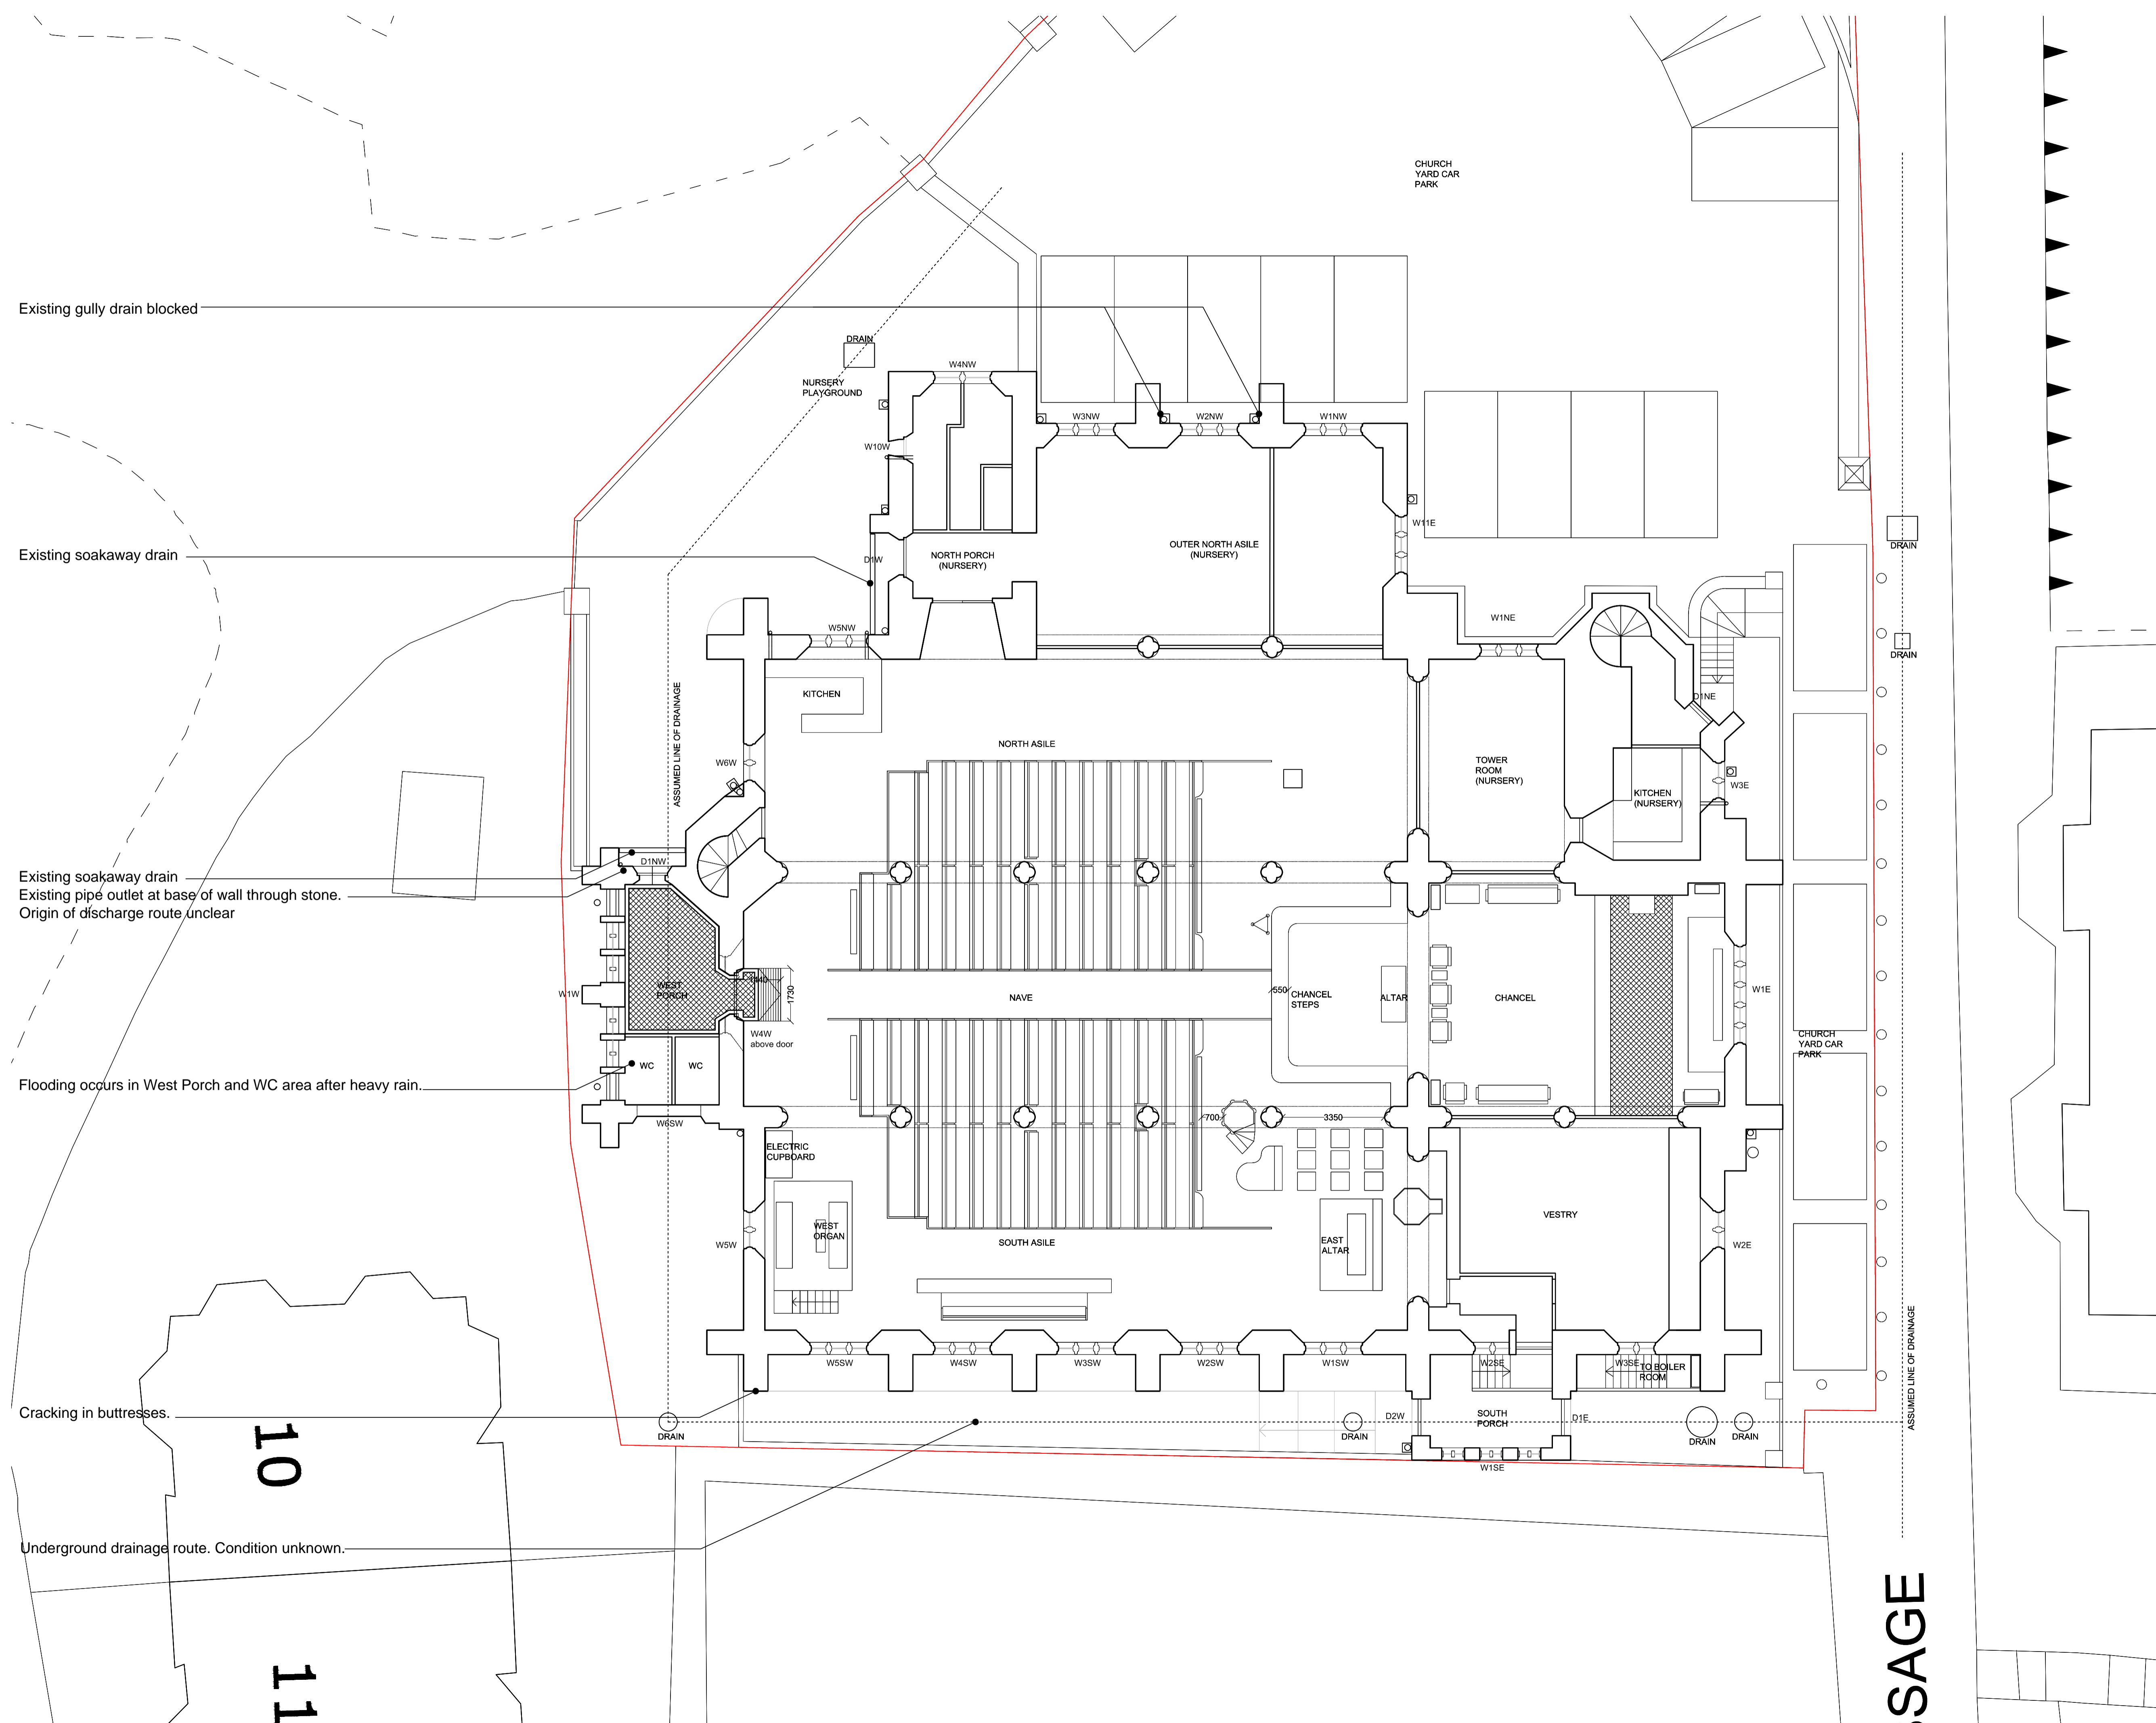 CHURCH
YARD CAR
PARK
Existing gully drain blocked
DRAIN
W4NW
NURSERY
PLAYGROUND
W3NW
W2NW
W1NW
W10W
W11E
DRAIN
Existing soakaway drain
D1W
NORTH PORCH
(NURSERY)
OUTER NORTH ASILE
(NURSERY)
W5NW
W1NE
DRAIN
KITCHEN
D1NE
ASSUMED LINE OF DRAINAGE
NORTH ASILE
W6W
TOWER
ROOM
(NURSERY)
KITCHEN
(NURSERY)
W3E
D1NW
Existing soakaway drain
Existing pipe outlet at base of wall through stone.
Origin of discharge route unclear
W1W
WEST
PORCH
1440
1730
NAVE
550
CHANCEL
STEPS
ALTAR
CHANCEL
W1E
W4W
above door
CHURCH
YARD CAR
PARK
WC
WC
Flooding occurs in West Porch and WC area after heavy rain.
W6SW
700
3350
ELECTRIC
CUPBOARD
WEST
ORGAN
W5W
SOUTH ASILE
EAST
ALTAR
VESTRY
W2E
W5SW
W4SW
W3SW
W2SW
W1SW
W2SE
W3SE
TO BOILER
ROOM
ASSUMED LINE OF DRAINAGE
Cracking in buttresses.
DRAIN
DRAIN
D2W
SOUTH
PORCH
D1E
DRAIN
DRAIN
W1SE
10
Underground drainage route. Condition unknown.
11
SSAGE